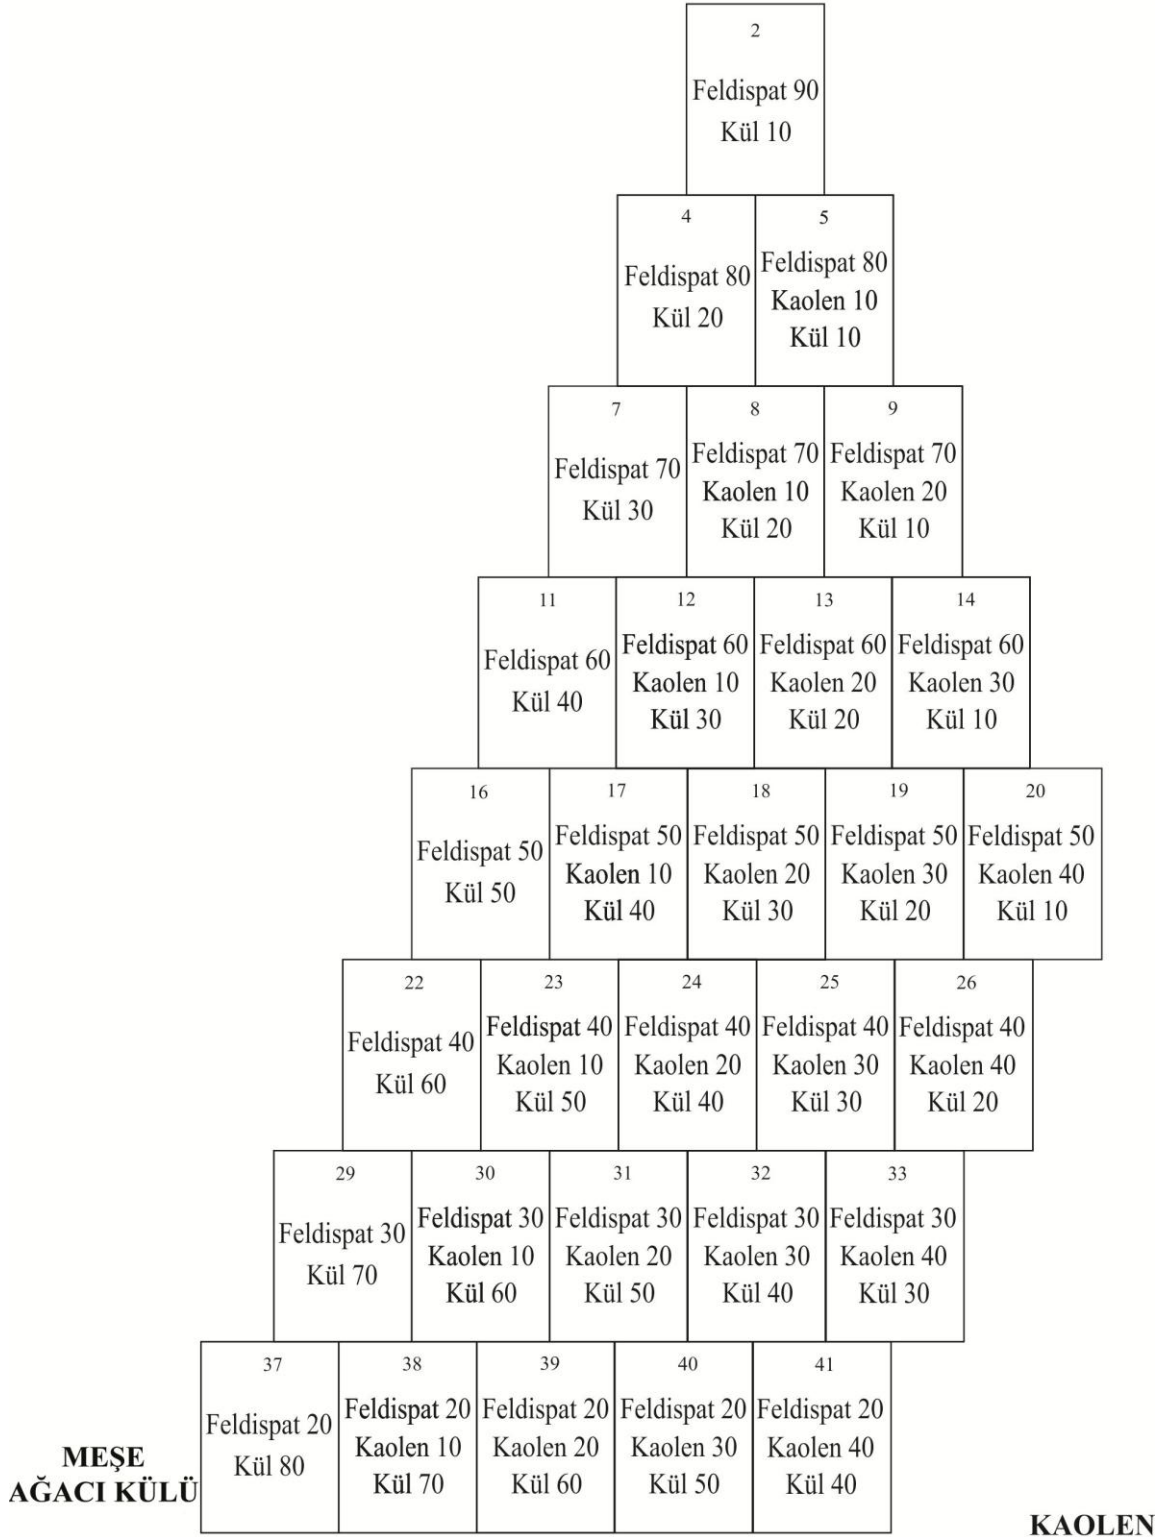 2
Feldispat 90
Kül 10
4
Feldispat 80
Kül 20
5
Feldispat 80
Kaolen 10
Kül 10
7
Feldispat 70
Kül 30
8
Feldispat 70
Kaolen 10
Kül 20
9
Feldispat 70
Kaolen 20
Kül 10
11
Feldispat 60
Kül 40
12
Feldispat 60
Kaolen 10
Kül 30
13
Feldispat 60
Kaolen 20
Kül 20
14
Feldispat 60
Kaolen 30
Kül 10
16
Feldispat 50
Kül 50
17
Feldispat 50
Kaolen 10
Kül 40
18
Feldispat 50
Kaolen 20
Kül 30
19
Feldispat 50
Kaolen 30
Kül 20
20
Feldispat 50
Kaolen 40
Kül 10
22
Feldispat 40
Kül 60
23
Feldispat 40
Kaolen 10
Kül 50
24
Feldispat 40
Kaolen 20
Kül 40
25
Feldispat 40
Kaolen 30
Kül 30
26
Feldispat 40
Kaolen 40
Kül 20
29
Feldispat 30
Kül 70
30
Feldispat 30
Kaolen 10
Kül 60
31
Feldispat 30
Kaolen 20
Kül 50
32
Feldispat 30
Kaolen 30
Kül 40
33
Feldispat 30
Kaolen 40
Kül 30
37
Feldispat 20
Kül 80
38
Feldispat 20
Kaolen 10
Kül 70
39
Feldispat 20
Kaolen 20
Kül 60
40
Feldispat 20
Kaolen 30
Kül 50
41
Feldispat 20
Kaolen 40
Kül 40
MEŞE
AĞACI KÜLÜ
KAOLEN